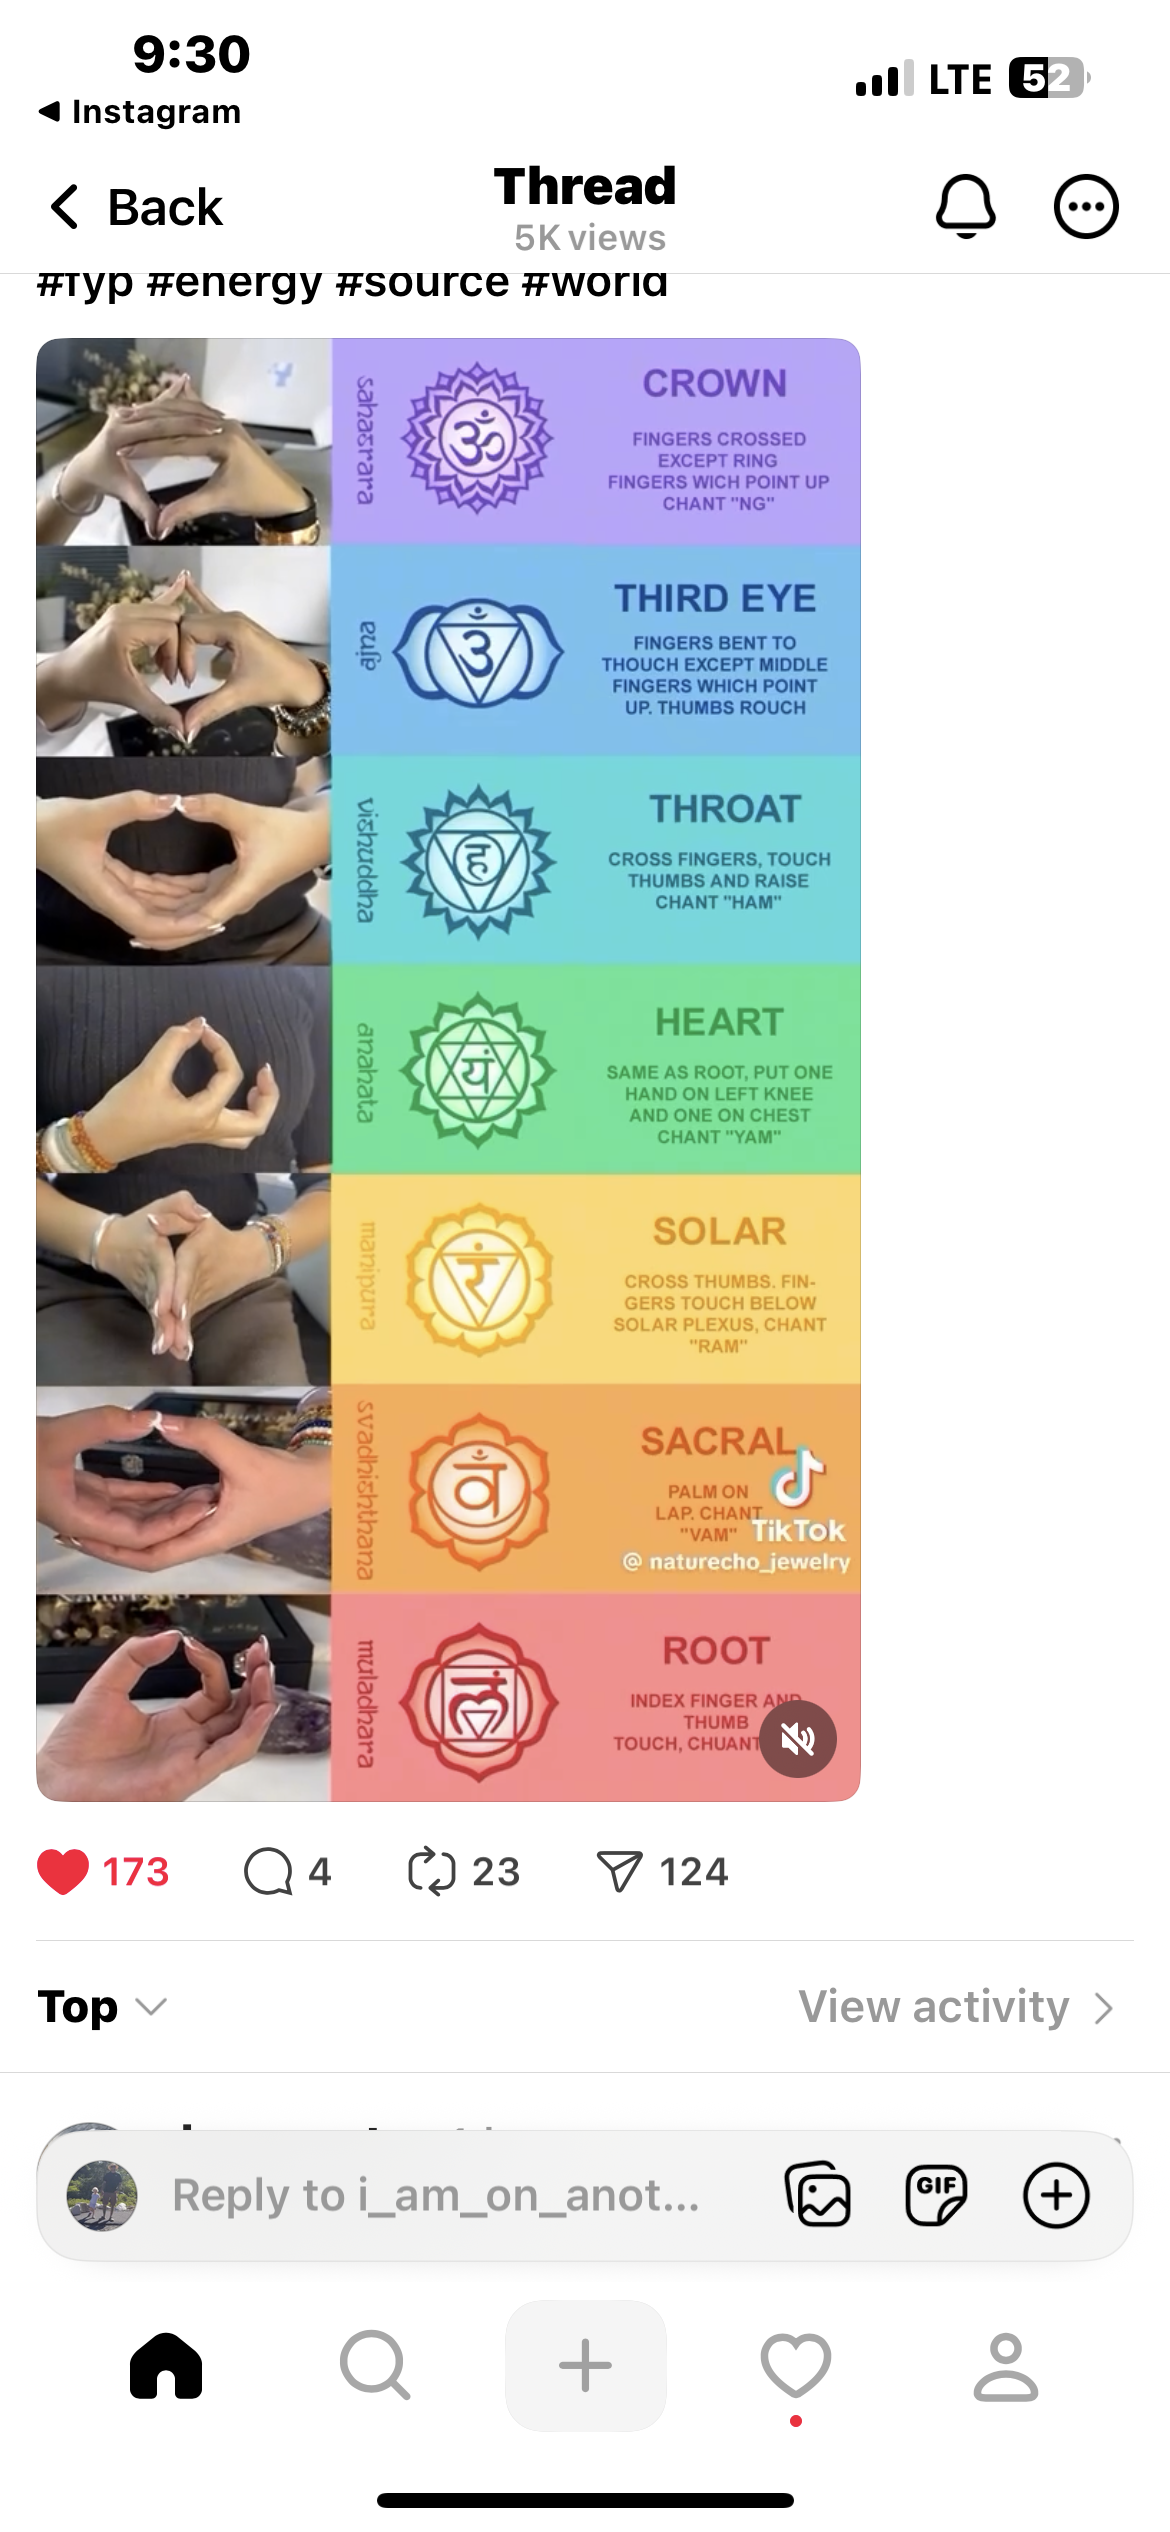 9:30
LTE 52
Instagram
Back
Thread
5K views
#fyp #energy #source #world
sahasrara
ॐ
CROWN
FINGERS CROSSED
EXCEPT RING
FINGERS WICH POINT UP
CHANT "NG"
ajna
THIRD EYE
FINGERS BENT TO
THOUCH EXCEPT MIDDLE
FINGERS WHICH POINT
UP. THUMBS ROUCH
vishuddha
THROAT
CROSS FINGERS, TOUCH
THUMBS AND RAISE
CHANT "HAM"
anahata
यं
HEART
SAME AS ROOT, PUT ONE
HAND ON LEFT KNEE
AND ONE ON CHEST
CHANT "YAM"
manipura
रं
SOLAR
CROSS THUMBS. FIN-
GERS TOUCH BELOW
SOLAR PLEXUS, CHANT
"RAM"
svadhishthana
वं
SACRAL
PALM ON
LAP. CHANT
"VAM"
TikTok
@ naturecho_jewelry
muladhara
लं
ROOT
INDEX FINGER AND
THUMB
TOUCH, CHUANT
173
4
23
124
Top
View activity
Reply to i_am_on_anot...
GIF